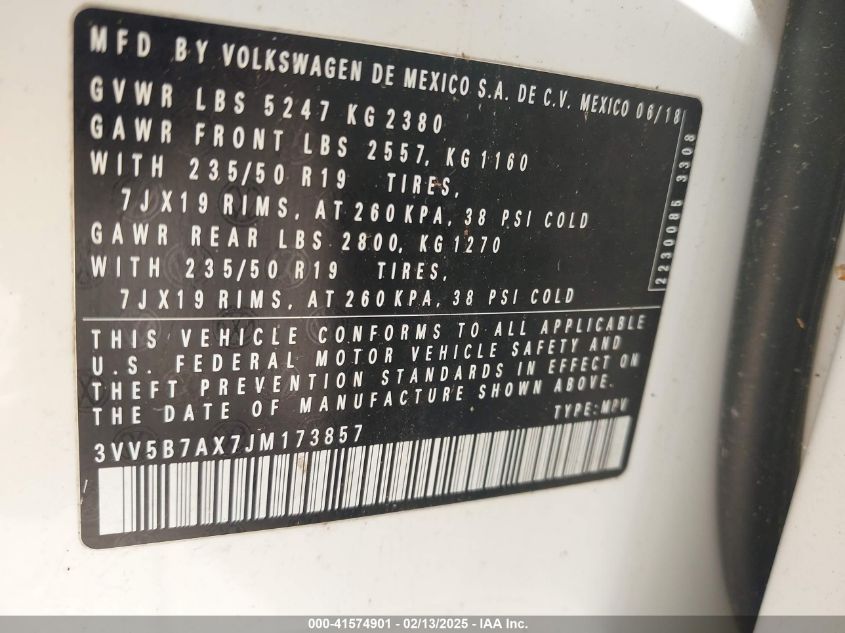 MFD BY VOLKSWAGEN DE MEXICO S.A. DE C.V. MEXICO 06/18
GVWR LBS 5247 KG 2380
GAWR FRONT LBS 2557, KG 1160
WITH 235/50 R19 TIRES,
7JX19 RIMS, AT 260 KPA, 38 PSI COLD
GAWR REAR LBS 2800, KG 1270
WITH 235/50 R19 TIRES,
7JX19 RIMS, AT 260 KPA, 38 PSI COLD
2230085 3308
THIS VEHICLE CONFORMS TO ALL APPLICABLE
U.S. FEDERAL MOTOR VEHICLE SAFETY AND
THEFT PREVENTION STANDARDS IN EFFECT ON
THE DATE OF MANUFACTURE SHOWN ABOVE.
TYPE: MPV
3VV5B7AX7JM173857
000-41574901 - 02/13/2025 - IAA Inc.